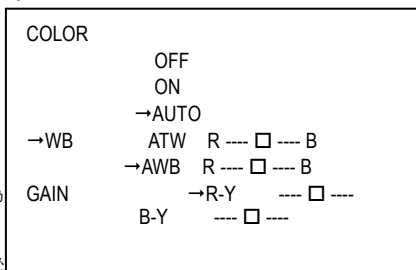 COLOR
OFF
ON
→AUTO
→WB ATW R ---- □ ---- B
→AWB R ---- □ ---- B
GAIN →R-Y ---- □ ----
B-Y ---- □ ----